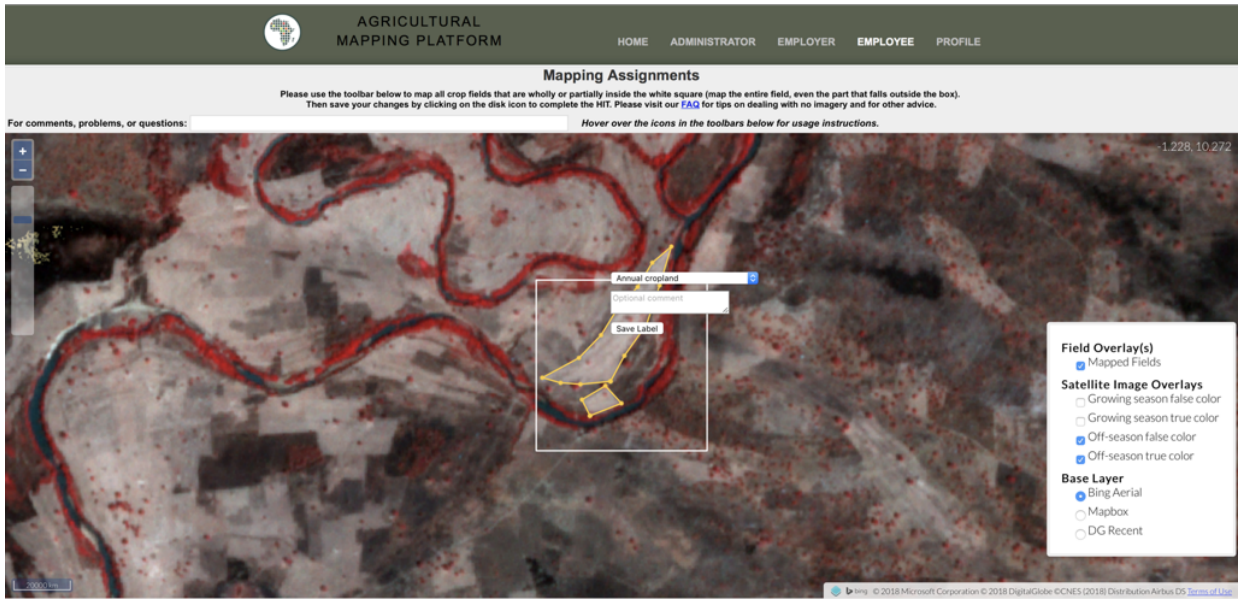 AGRICULTURAL
MAPPING PLATFORM
HOME ADMINISTRATOR EMPLOYER EMPLOYEE PROFILE
Mapping Assignments
Please use the toolbar below to map all crop fields that are wholly or partially inside the white square (map the entire field, even the part that falls outside the box).
Then save your changes by clicking on the disk icon to complete the HIT. Please visit our FAQ for tips on dealing with no imagery and for other advice.
For comments, problems, or questions: Hover over the icons in the toolbars below for usage instructions.
+
-1.228, 10.272
−
Annual cropland
Optional comment
Save Label
Field Overlay(s)
Mapped Fields
Satellite Image Overlays
Growing season false color
Growing season true color
Off-season false color
Off-season true color
Base Layer
Bing Aerial
Mapbox
DG Recent
20000 km
bing © 2018 Microsoft Corporation © 2018 DigitalGlobe ©CNES (2018) Distribution Airbus DS Terms of Use